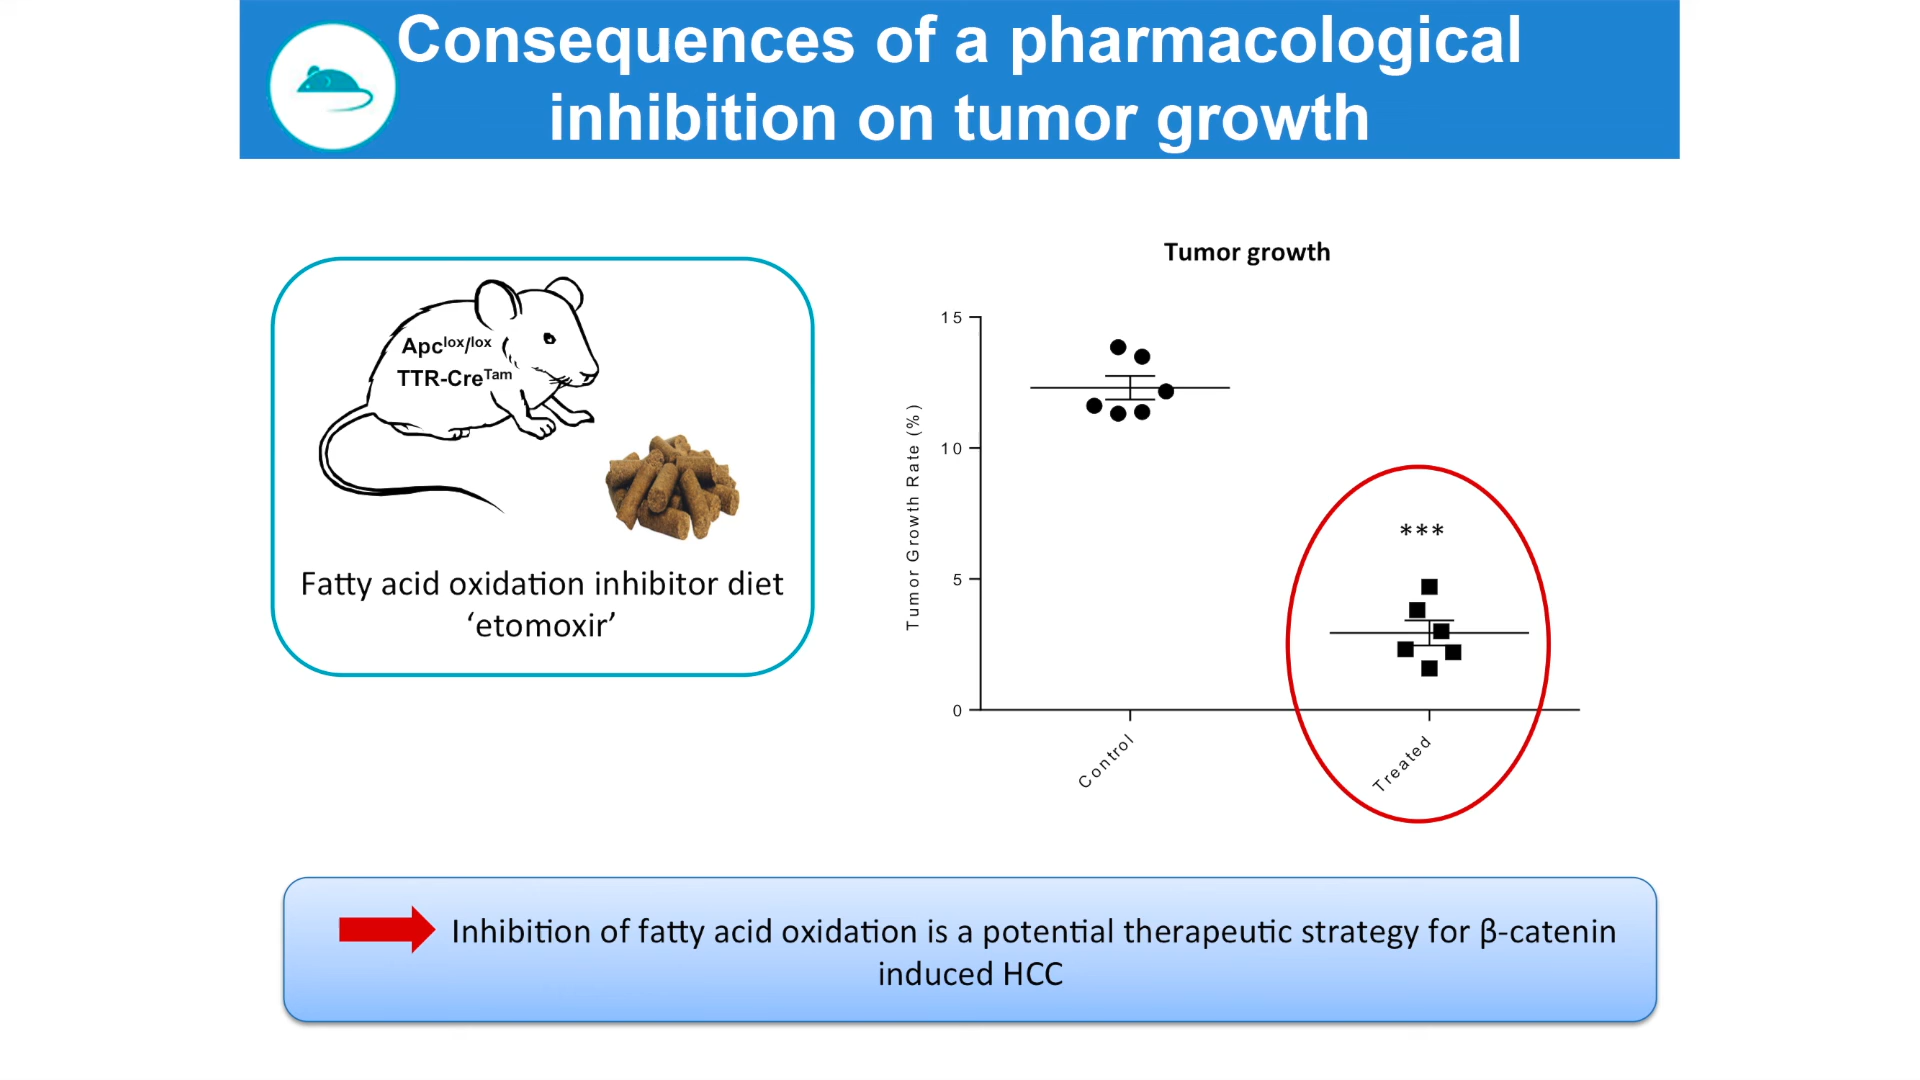 Consequences of a pharmacological
inhibition on tumor growth
Apclox/lox
TTR-CreTam
Fatty acid oxidation inhibitor diet
‘etomoxir’
Tumor growth
Tumor Growth Rate (%)
15
10
5
0
***
Control
Treated
Inhibition of fatty acid oxidation is a potential therapeutic strategy for β-catenin
induced HCC